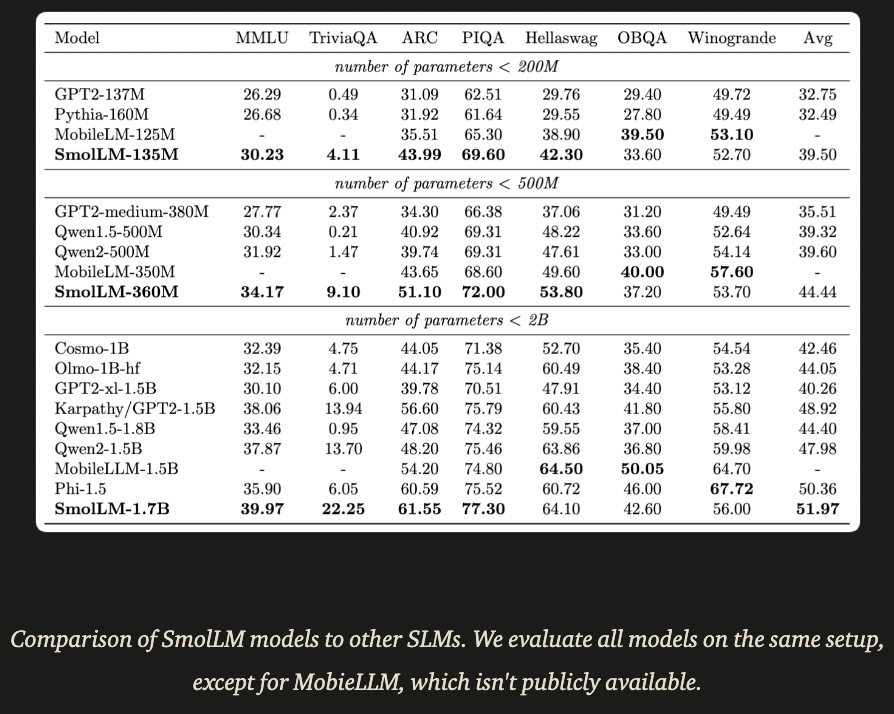 Model MMLU TriviaQA ARC PIQA Hellaswag OBQA Winogrande Avg
number of parameters < 200M
GPT2-137M 26.29 0.49 31.09 62.51 29.76 29.40 49.72 32.75
Pythia-160M 26.68 0.34 31.92 61.64 29.55 27.80 49.49 32.49
MobileLM-125M - - 35.51 65.30 38.90 39.50 53.10 -
SmolLM-135M 30.23 4.11 43.99 69.60 42.30 33.60 52.70 39.50
number of parameters < 500M
GPT2-medium-380M 27.77 2.37 34.30 66.38 37.06 31.20 49.49 35.51
Qwen1.5-500M 30.34 0.21 40.92 69.31 48.22 33.60 52.64 39.32
Qwen2-500M 31.92 1.47 39.74 69.31 47.61 33.00 54.14 39.60
MobileLM-350M - - 43.65 68.60 49.60 40.00 57.60 -
SmolLM-360M 34.17 9.10 51.10 72.00 53.80 37.20 53.70 44.44
number of parameters < 2B
Cosmo-1B 32.39 4.75 44.05 71.38 52.70 35.40 54.54 42.46
Olmo-1B-hf 32.15 4.71 44.17 75.14 60.49 38.40 53.28 44.05
GPT2-xl-1.5B 30.10 6.00 39.78 70.51 47.91 34.40 53.12 40.26
Karpathy/GPT2-1.5B 38.06 13.94 56.60 75.79 60.43 41.80 55.80 48.92
Qwen1.5-1.8B 33.46 0.95 47.08 74.32 59.55 37.00 58.41 44.40
Qwen2-1.5B 37.87 13.70 48.20 75.46 63.86 36.80 59.98 47.98
MobileLLM-1.5B - - 54.20 74.80 64.50 50.05 64.70 -
Phi-1.5 35.90 6.05 60.59 75.52 60.72 46.00 67.72 50.36
SmolLM-1.7B 39.97 22.25 61.55 77.30 64.10 42.60 56.00 51.97
Comparison of SmolLM models to other SLMs. We evaluate all models on the same setup,
except for MobieLLM, which isn't publicly available.